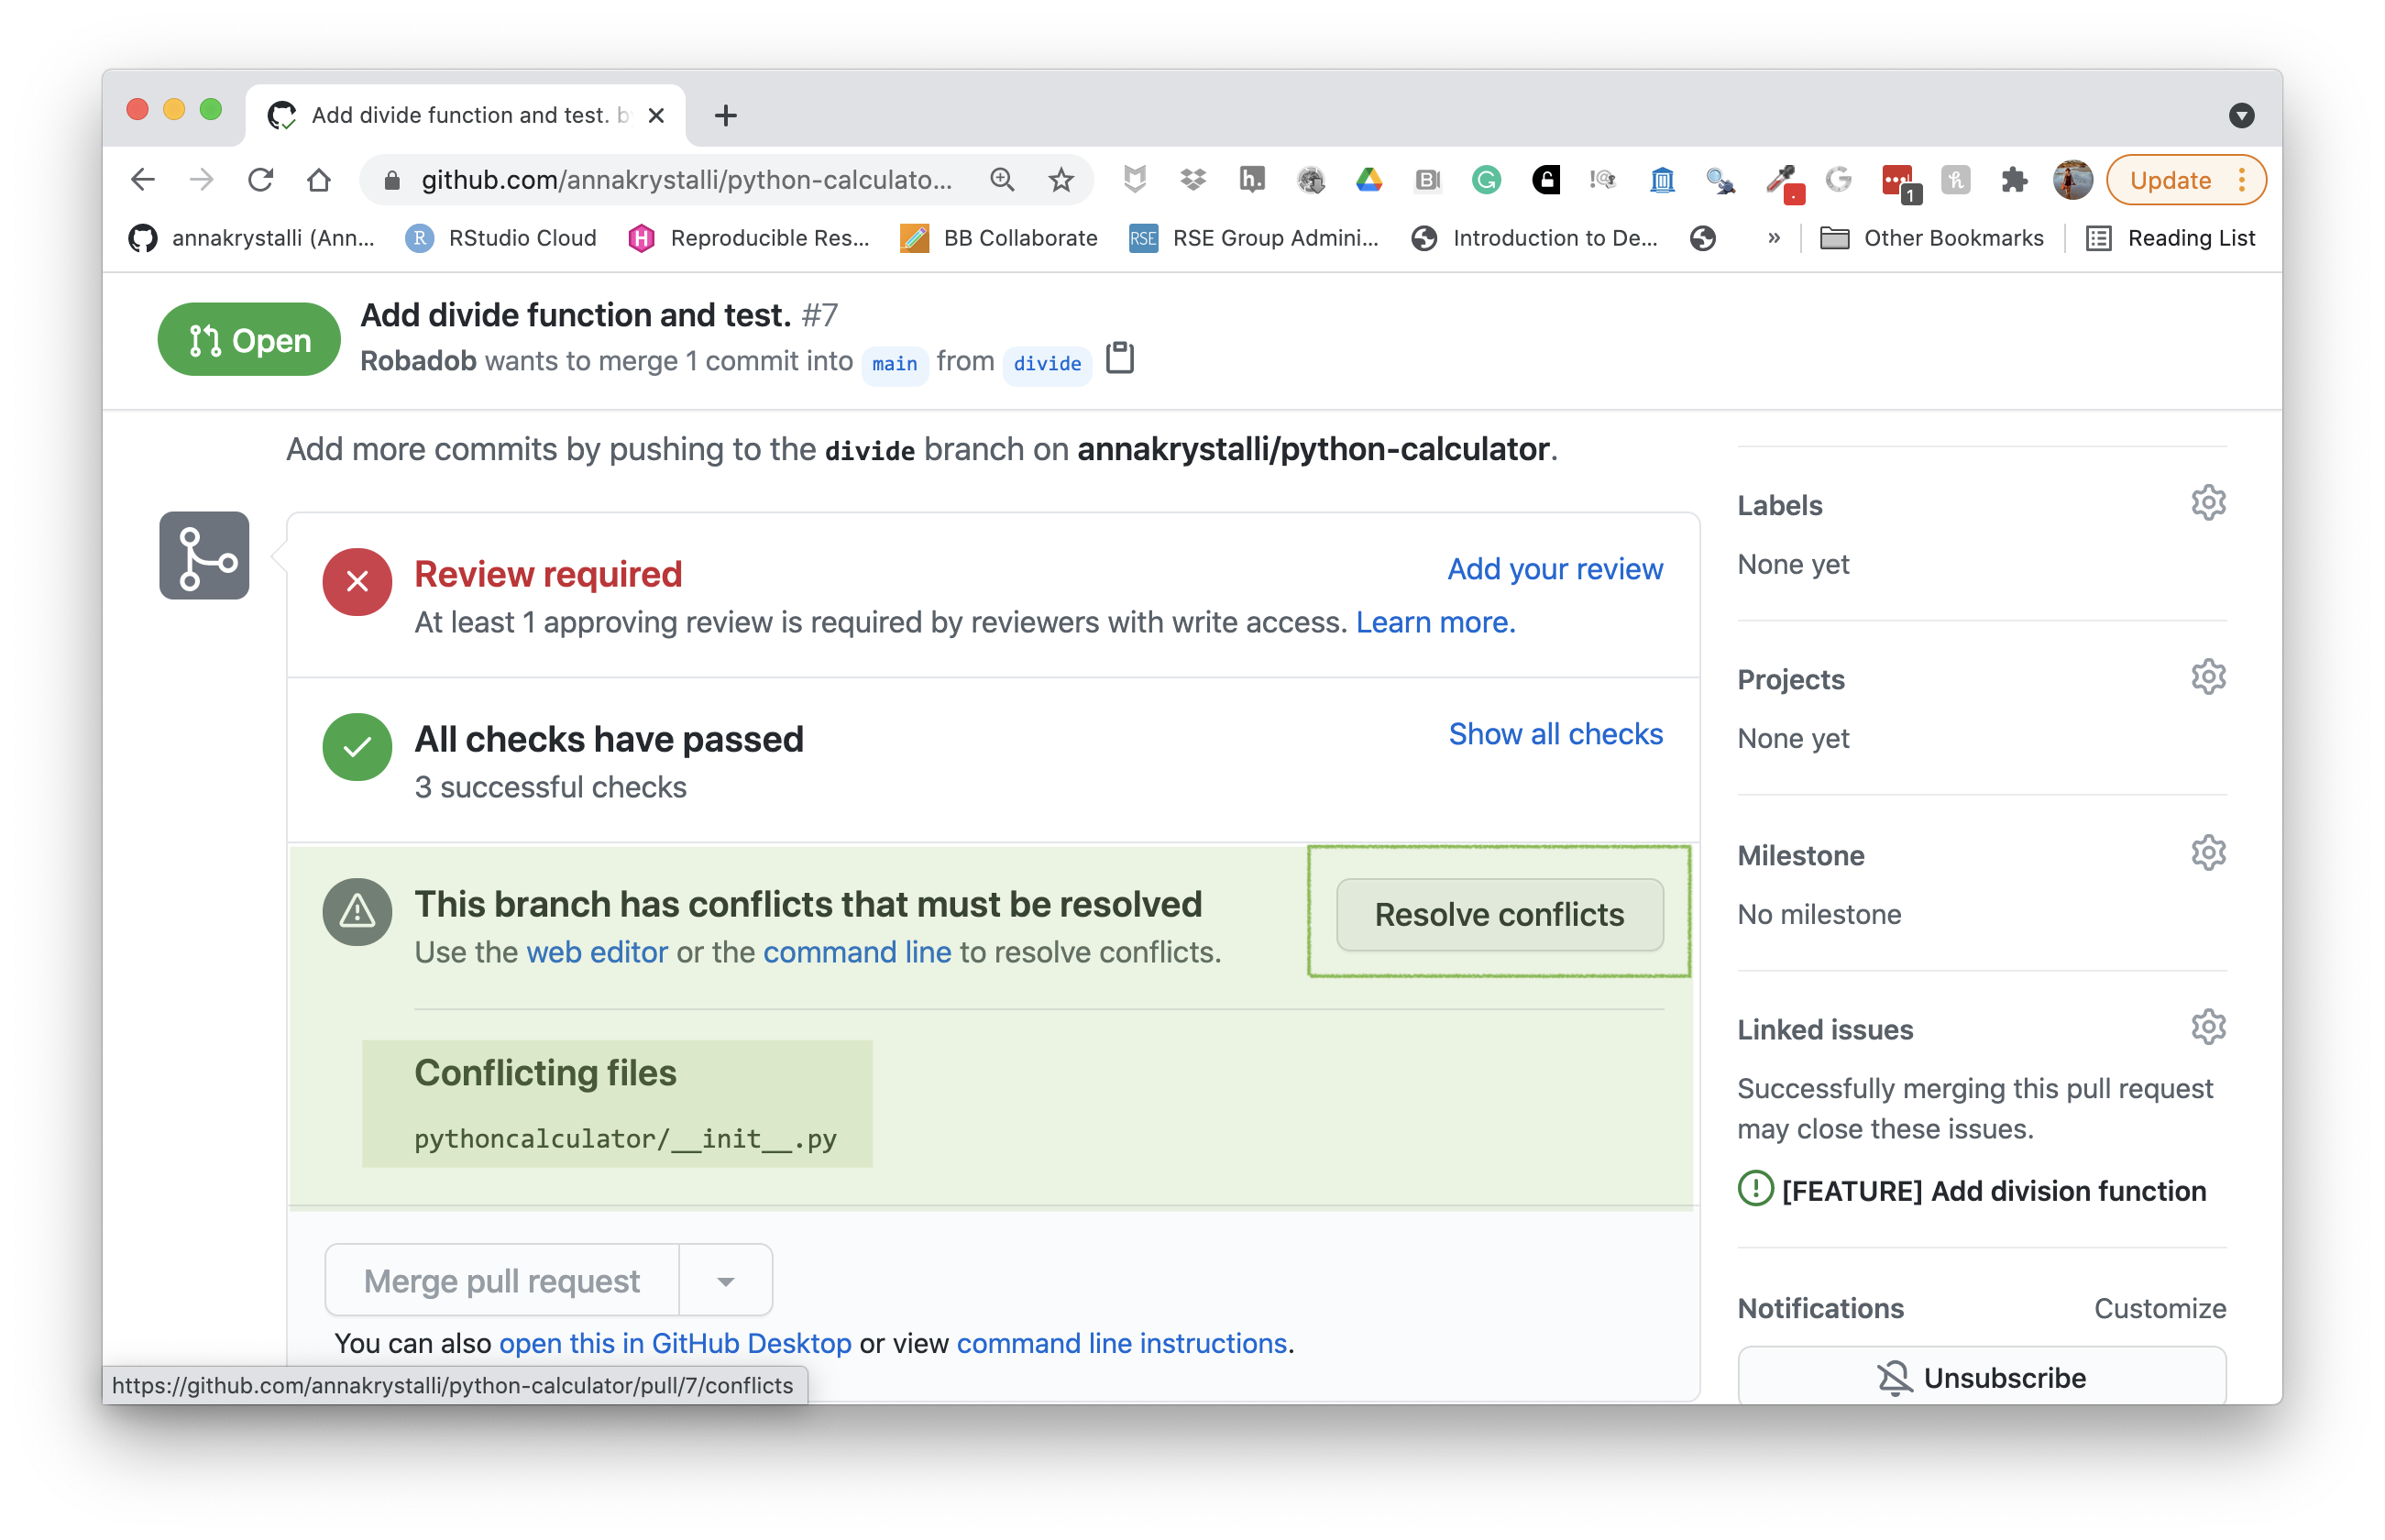 Add divide function and test. b
github.com/annakrystalli/python-calculato...
1
Update
annakrystalli (Ann...
R
RStudio Cloud
H
Reproducible Res...
BB Collaborate
RSE
RSE Group Admini...
Introduction to De...
»
Other Bookmarks
Reading List
Open
Add divide function and test. #7
Robadob wants to merge 1 commit into main from divide
Add more commits by pushing to the divide branch on annakrystalli/python-calculator.
Review required
Add your review
At least 1 approving review is required by reviewers with write access. Learn more.
All checks have passed
Show all checks
3 successful checks
This branch has conflicts that must be resolved
Resolve conflicts
Use the web editor or the command line to resolve conflicts.
Conflicting files
pythoncalculator/__init__.py
Merge pull request
You can also open this in GitHub Desktop or view command line instructions.
https://github.com/annakrystalli/python-calculator/pull/7/conflicts
Labels
None yet
Projects
None yet
Milestone
No milestone
Linked issues
Successfully merging this pull request
may close these issues.
[FEATURE] Add division function
Notifications
Customize
Unsubscribe